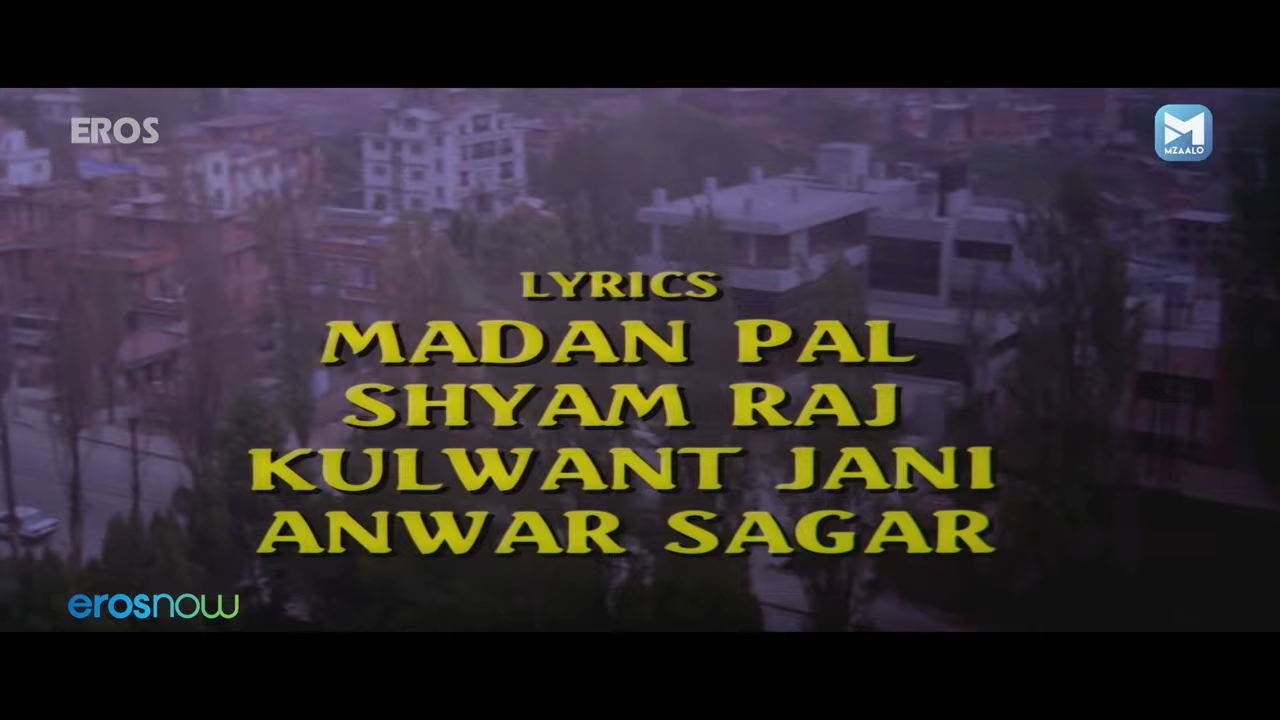 EROS
MZAALO
LYRICS
MADAN PAL
SHYAM RAJ
KULWANT JANI
ANWAR SAGAR
erosnow